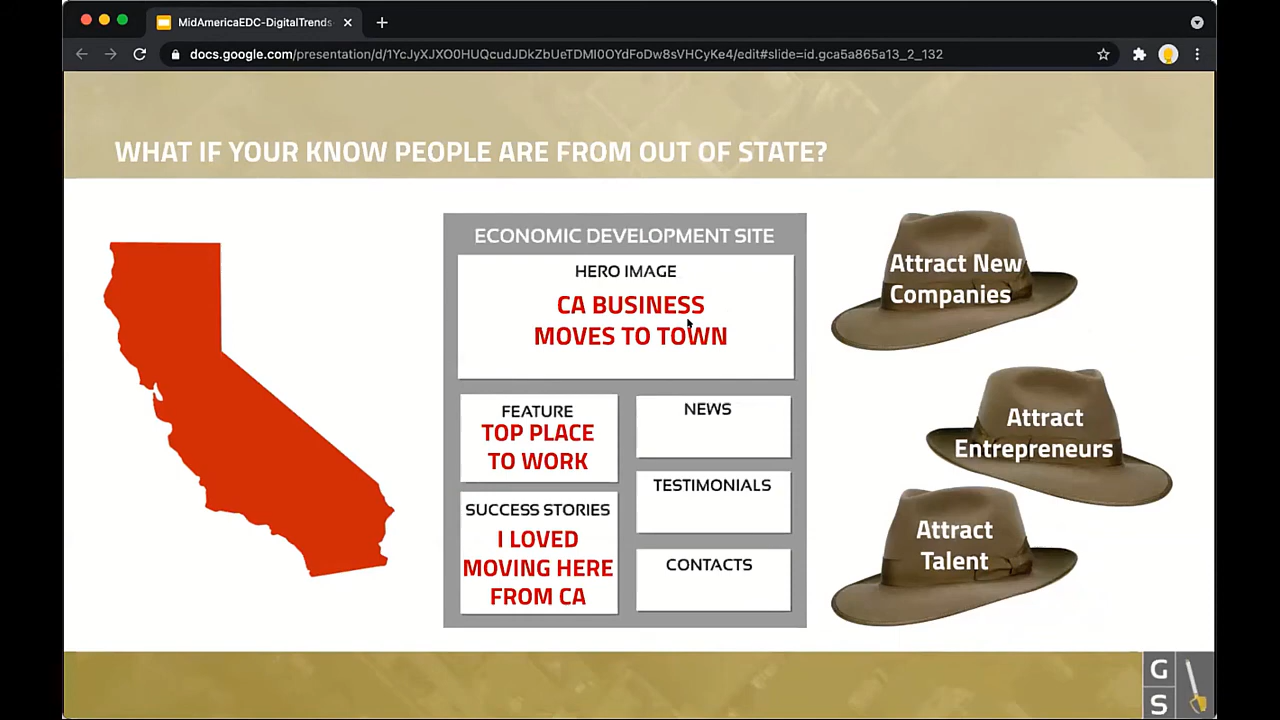 MidAmericaEDC-DigitalTrends
docs.google.com/presentation/d/1YcJyXJXO0HUQcudJDkZbUeTDMI0OYdFoDw8sVHCyKe4/edit#slide=id.gca5a865a13_2_132
WHAT IF YOUR KNOW PEOPLE ARE FROM OUT OF STATE?
ECONOMIC DEVELOPMENT SITE
HERO IMAGE
CA BUSINESS
MOVES TO TOWN
FEATURE
TOP PLACE
TO WORK
SUCCESS STORIES
I LOVED
MOVING HERE
FROM CA
NEWS
TESTIMONIALS
CONTACTS
Attract New
Companies
Attract
Entrepreneurs
Attract
Talent
G
S